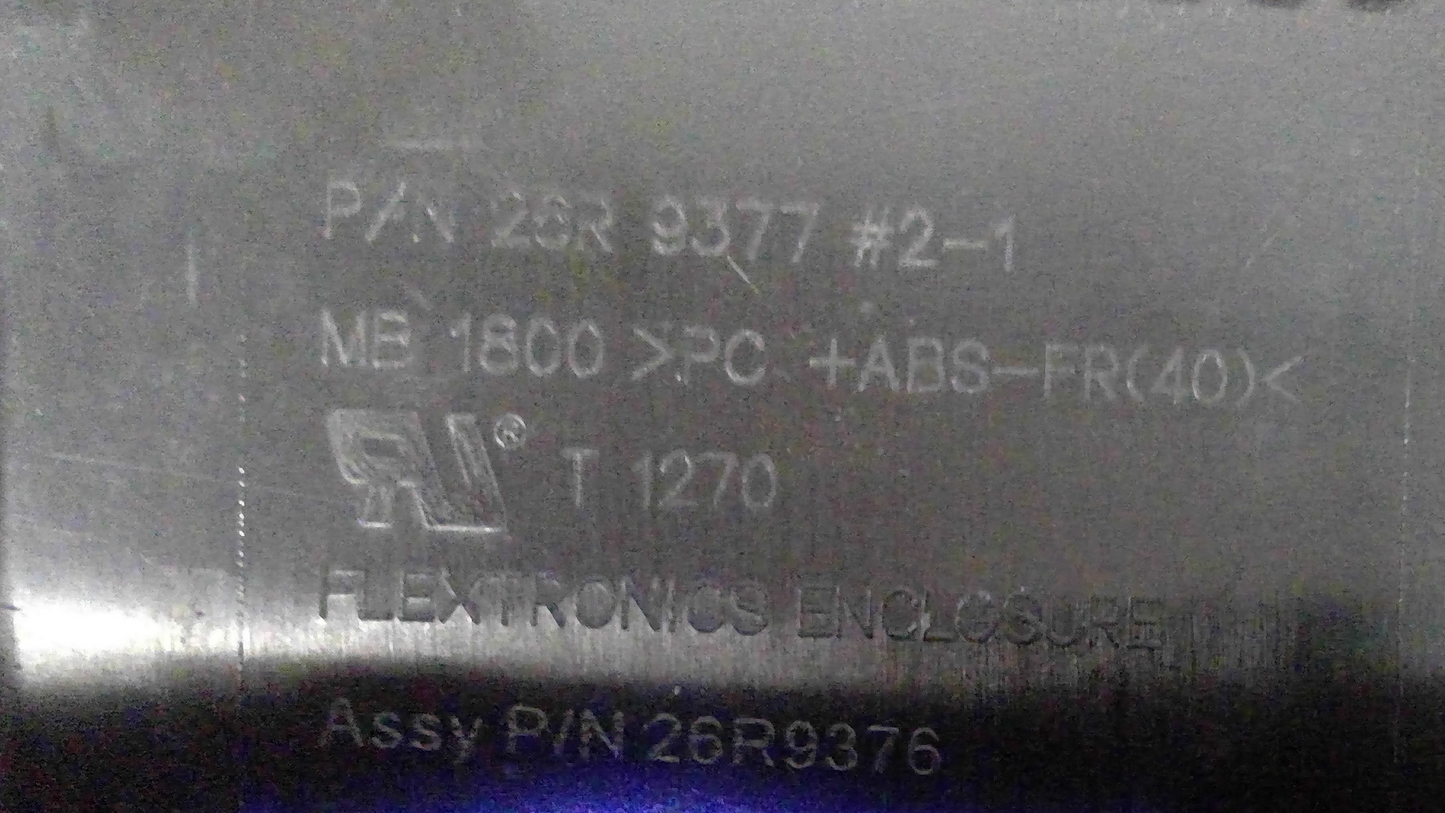 P/N 26R 9377 #2-1
MB 1800 >PC +ABS-FR(40)<
® T 1270
FLEXTRONICS ENCLOSURE
Assy P/N 26R9376